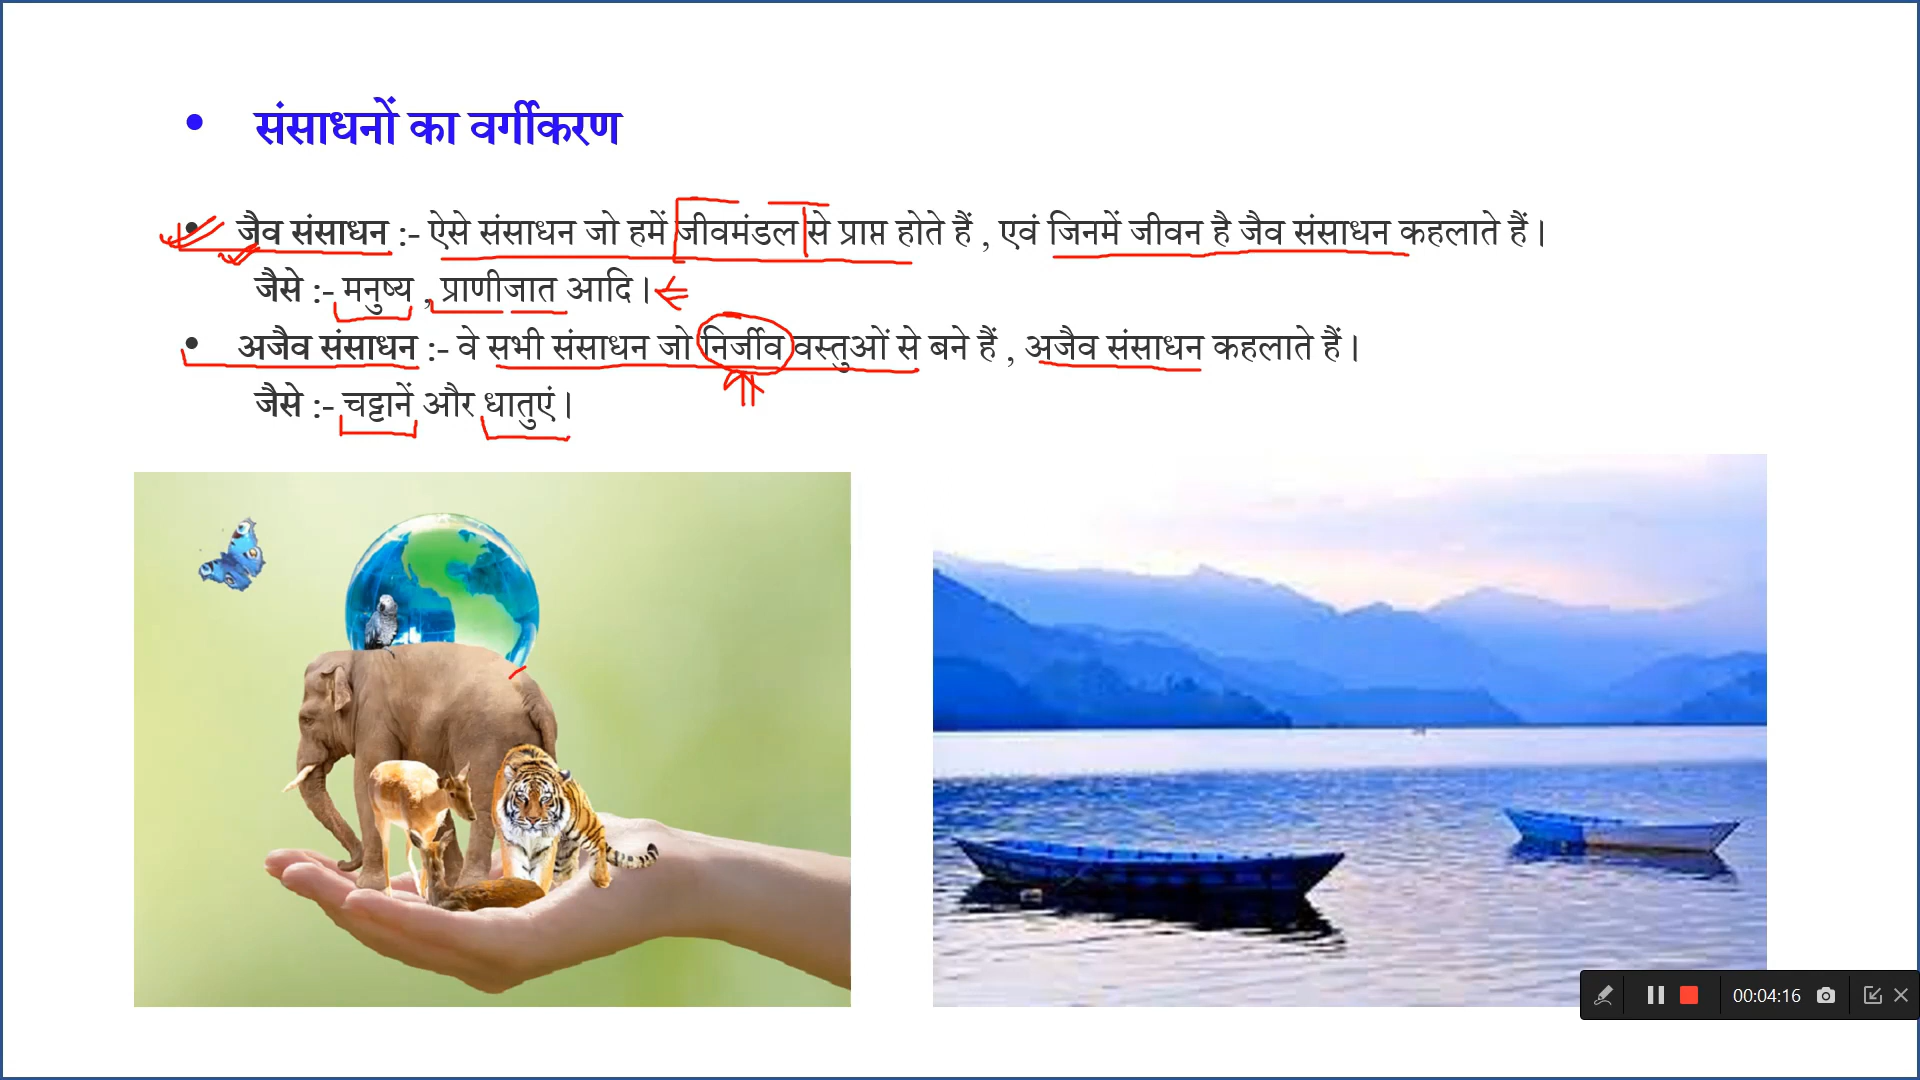 • संसाधनों का वर्गीकरण
• जैव संसाधन :- ऐसे संसाधन जो हमें जीवमंडल से प्राप्त होते हैं , एवं जिनमें जीवन है जैव संसाधन कहलाते हैं।
जैसे :- मनुष्य , प्राणीजात आदि।
• अजैव संसाधन :- वे सभी संसाधन जो निर्जीव वस्तुओं से बने हैं , अजैव संसाधन कहलाते हैं।
जैसे :- चट्टानें और धातुएं।
00:04:16